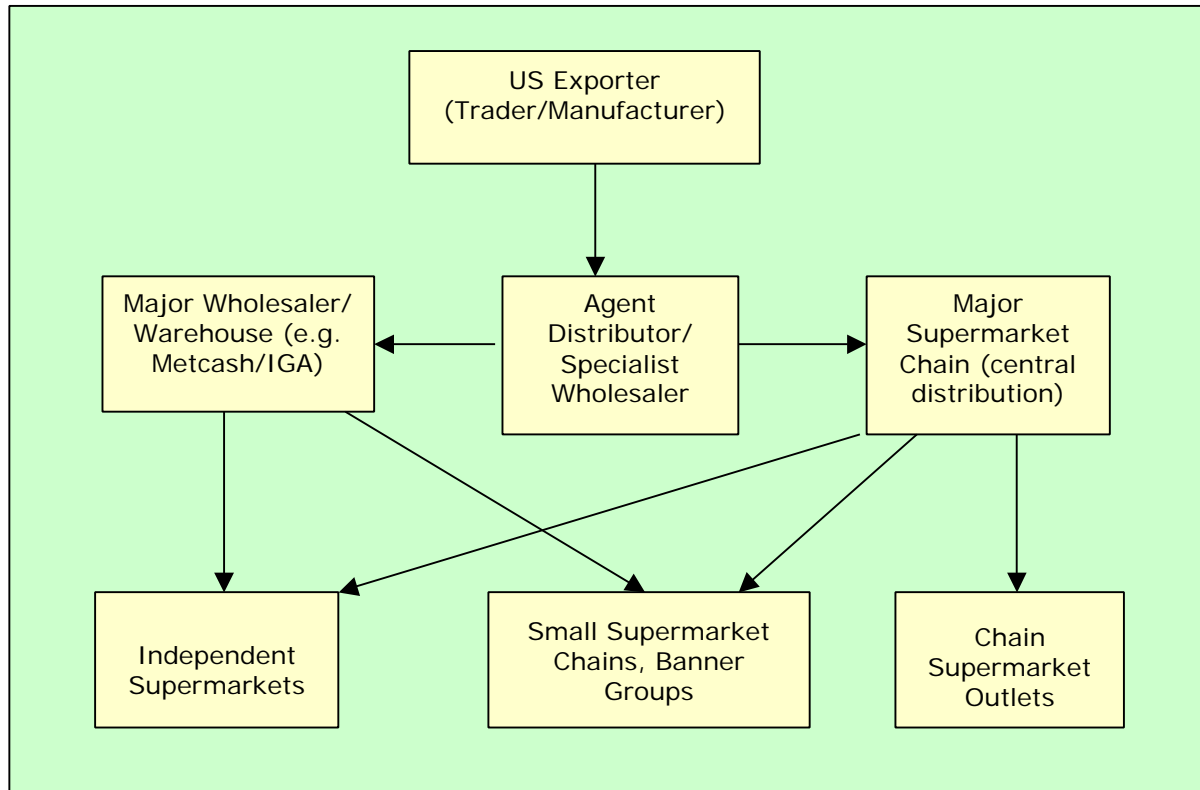 US Exporter
(Trader/Manufacturer)
Major Wholesaler/
Warehouse (e.g.
Metcash/IGA)
Agent
Distributor/
Specialist
Wholesaler
Major
Supermarket
Chain (central
distribution)
Independent
Supermarkets
Small Supermarket
Chains, Banner
Groups
Chain
Supermarket
Outlets